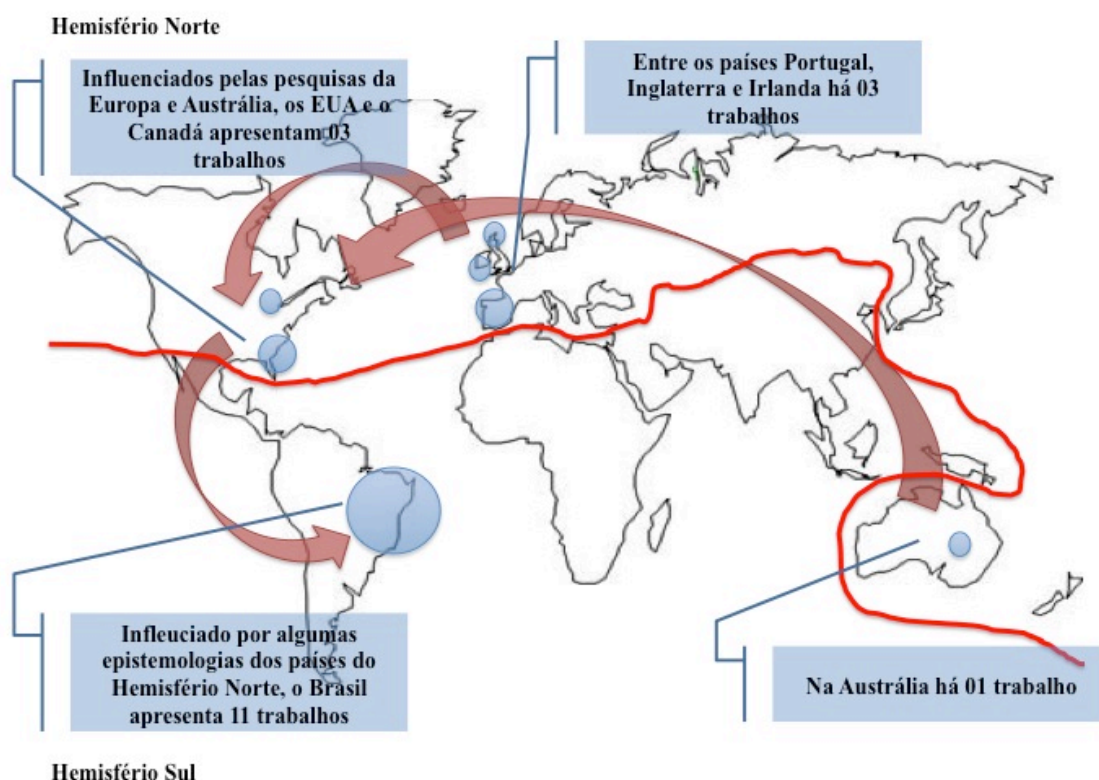 Hemisfério Norte
Influenciados pelas pesquisas da
Europa e Austrália, os EUA e o
Canadá apresentam 03
trabalhos
Entre os países Portugal,
Inglaterra e Irlanda há 03
trabalhos
Infleuciado por algumas
epistemologias dos países do
Hemisfério Norte, o Brasil
apresenta 11 trabalhos
Na Austrália há 01 trabalho
Hemisfério Sul